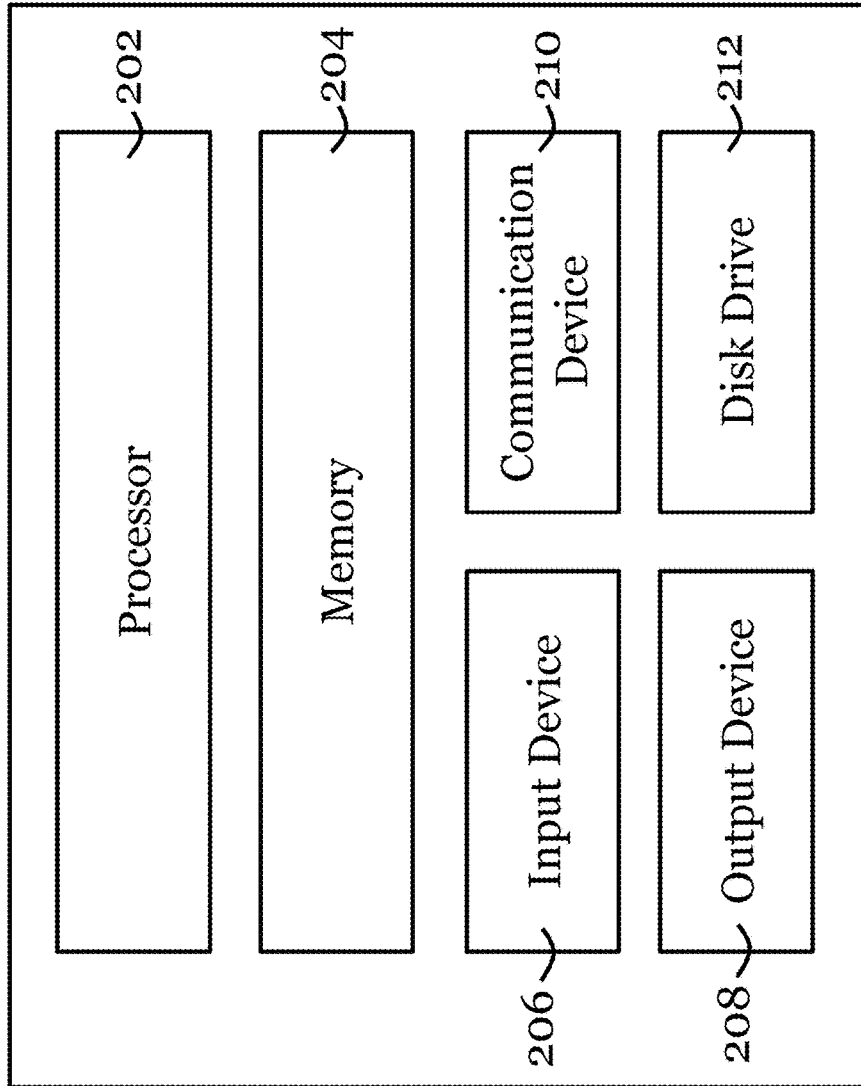 Processor
202
Memory
204
206
Input Device
Communication
Device
210
208
Output Device
Disk Drive
212